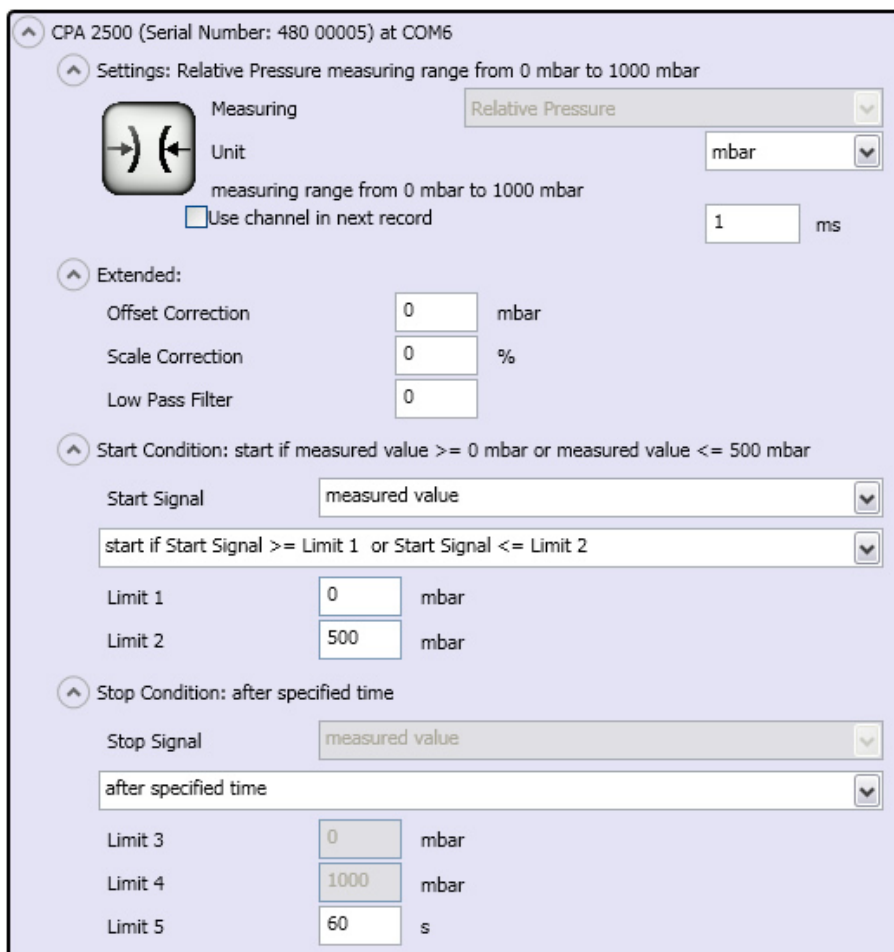 CPA 2500 (Serial Number: 480 00005) at COM6
Settings: Relative Pressure measuring range from 0 mbar to 1000 mbar
Measuring Relative Pressure
Unit mbar
measuring range from 0 mbar to 1000 mbar
Use channel in next record 1 ms
Extended:
Offset Correction 0 mbar
Scale Correction 0 %
Low Pass Filter 0
Start Condition: start if measured value >= 0 mbar or measured value <= 500 mbar
Start Signal measured value
start if Start Signal >= Limit 1 or Start Signal <= Limit 2
Limit 1 0 mbar
Limit 2 500 mbar
Stop Condition: after specified time
Stop Signal measured value
after specified time
Limit 3 0 mbar
Limit 4 1000 mbar
Limit 5 60 s